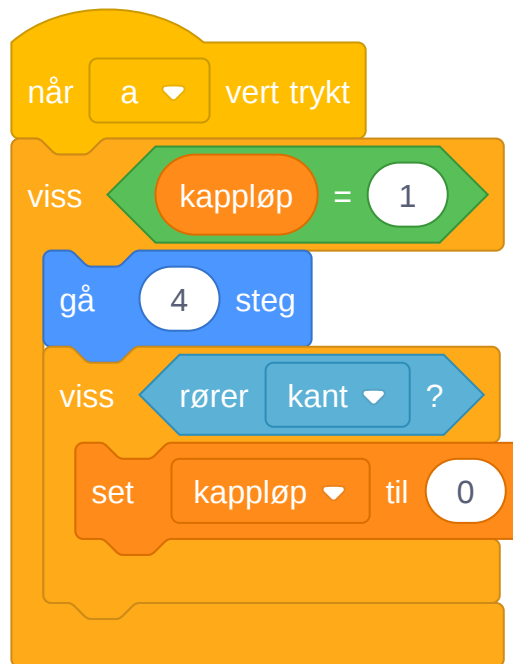 når a vert trykt
viss kappløp = 1
gå 4 steg
viss rører kant ?
set kappløp til 0